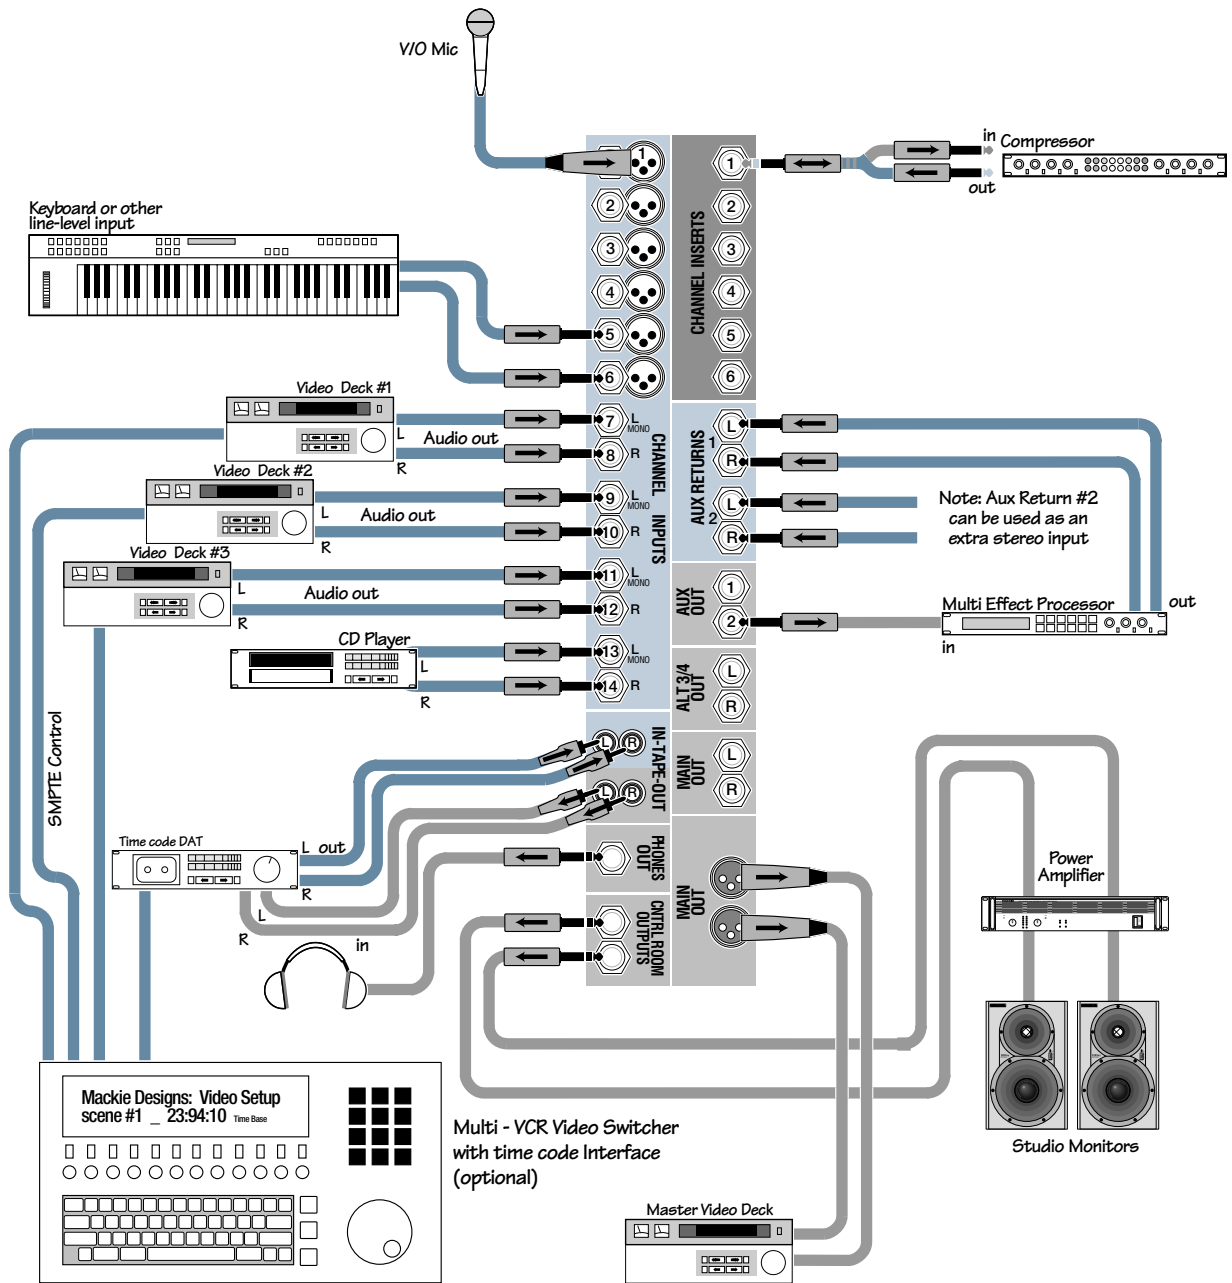 V/O Mic
in
Compressor
out
Keyboard or other
line-level input
1
2
3
4
5
6
CHANNEL INSERTS
1
2
3
4
5
6
Video Deck #1
L
Audio out
R
7 L
MONO
8 R
Video Deck #2
L
Audio out
R
9 L
MONO
10 R
Video Deck #3
L
Audio out
R
11 L
MONO
12 R
CHANNEL INPUTS
CD Player
L
R
13 L
MONO
14 R
AUX RETURNS
1
L
R
2
L
R
Note: Aux Return #2
can be used as an
extra stereo input
AUX
OUT
1
2
Multi Effect Processor
out
in
ALT 3/4
OUT
L
R
IN-TAPE-OUT
L R
L R
MAIN
OUT
L
R
SMPTE Control
Time code DAT
L out
R
L
R
in
PHONES
OUT
CNTRL ROOM
OUTPUTS
MAIN
OUT
Power
Amplifier
Studio Monitors
Mackie Designs: Video Setup
scene #1 _ 23:94:10 Time Base
Multi - VCR Video Switcher
with time code Interface
(optional)
Master Video Deck